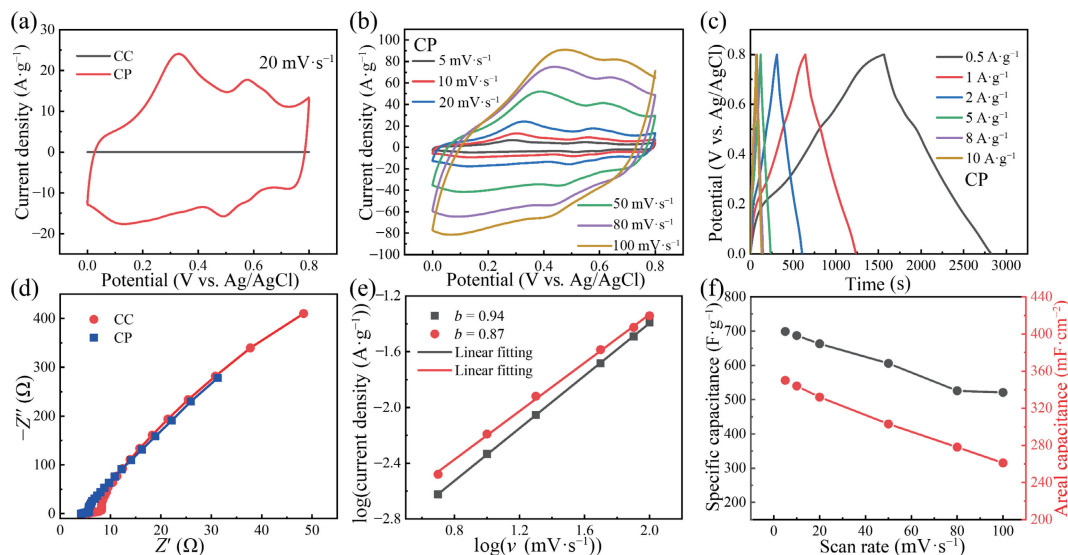 (a)
30
20
10
0
−10
−20
CC
CP
20 mV·s⁻¹
Current density (A·g⁻¹)
0.0 0.2 0.4 0.6 0.8
Potential (V vs. Ag/AgCl)
(b)
100
80
60
40
20
0
−20
−40
−60
−80
−100
CP
5 mV·s⁻¹
10 mV·s⁻¹
20 mV·s⁻¹
50 mV·s⁻¹
80 mV·s⁻¹
100 mV·s⁻¹
Current density (A·g⁻¹)
0.0 0.2 0.4 0.6 0.8
Potential (V vs. Ag/AgCl)
(c)
0.8
0.4
0.0
0.5 A·g⁻¹
1 A·g⁻¹
2 A·g⁻¹
5 A·g⁻¹
8 A·g⁻¹
10 A·g⁻¹
CP
Potential (V vs. Ag/AgCl)
0 500 1000 1500 2000 2500 3000
Time (s)
(d)
400
300
200
100
0
CC
CP
−Z″ (Ω)
0 10 20 30 40 50
Z′ (Ω)
(e)
−1.2
−1.6
−2.0
−2.4
−2.8
b = 0.94
b = 0.87
Linear fitting
Linear fitting
log(current density (A·g⁻¹))
0.8 1.2 1.6 2.0
log(v (mV·s⁻¹))
(f)
800
700
600
500
400
300
200
Specific capacitance (F·g⁻¹)
440
400
360
320
280
260
200
Areal capacitance (mF·cm⁻²)
0 20 40 60 80 100
Scan rate (mV·s⁻¹)